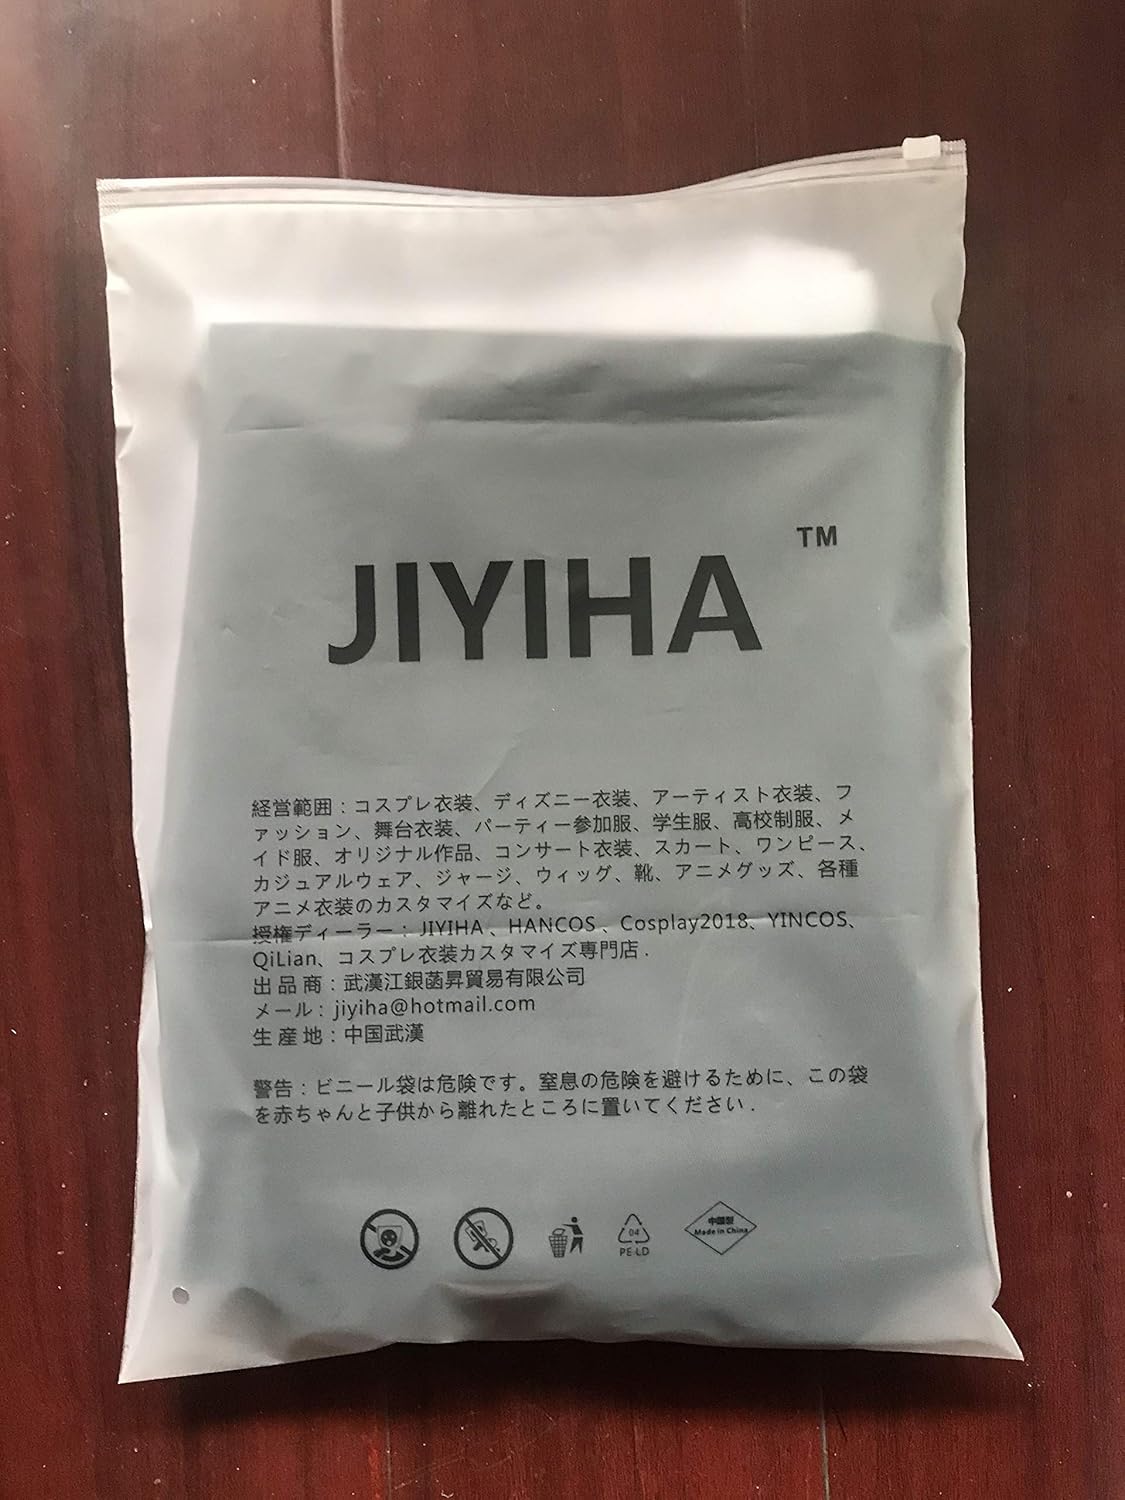 JIYIHA TM
経営範囲：コスプレ衣装、ディズニー衣装、アーティスト衣装、フ
ァッション、舞台衣装、パーティー参加服、学生服、高校制服、メ
イド服、オリジナル作品、コンサート衣装、スカート、ワンピース、
カジュアルウェア、ジャージ、ウィッグ、靴、アニメグッズ、各種
アニメ衣装のカスタマイズなど。
授権ディーラー：JIYIHA 、HANCOS 、Cosplay2018、YINCOS、
QiLian、コスプレ衣装カスタマイズ専門店 .
出 品 商：武漢江銀菡昇貿易有限公司
メール：jiyiha@hotmail.com
生 産 地：中国武漢
警告：ビニール袋は危険です。窒息の危険を避けるために、この袋
を赤ちゃんと子供から離れたところに置いてください .
04
PE-LD
中国製
Made in China